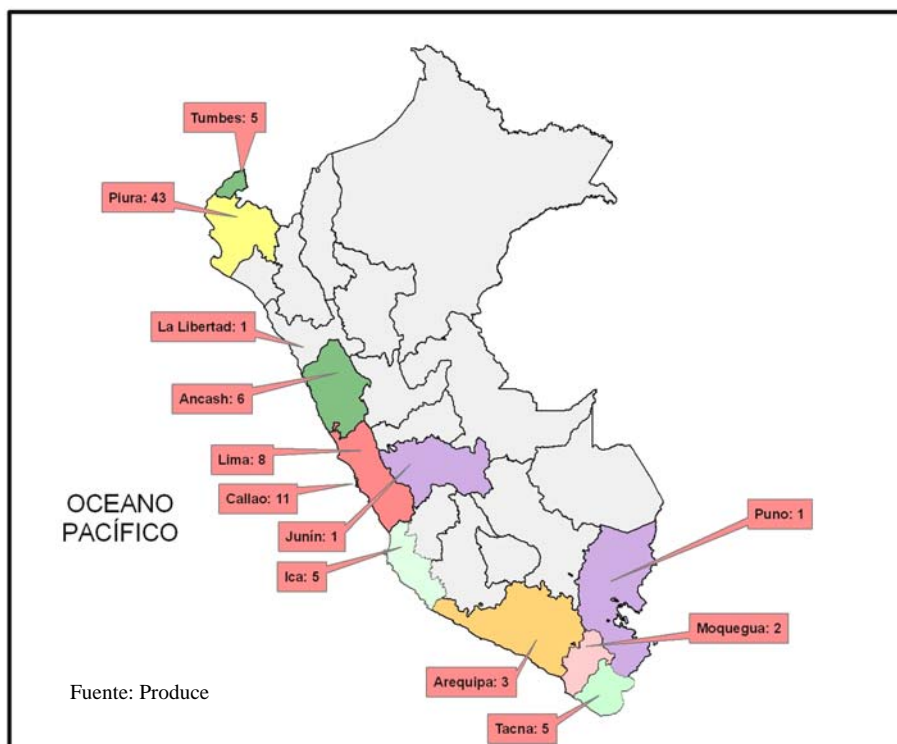 Tumbes: 5
Piura: 43
La Libertad: 1
Ancash: 6
Lima: 8
OCEANO
PACÍFICO
Callao: 11
Puno: 1
Junín: 1
Ica: 5
Moquegua: 2
Arequipa: 3
Fuente: Produce
Tacna: 5